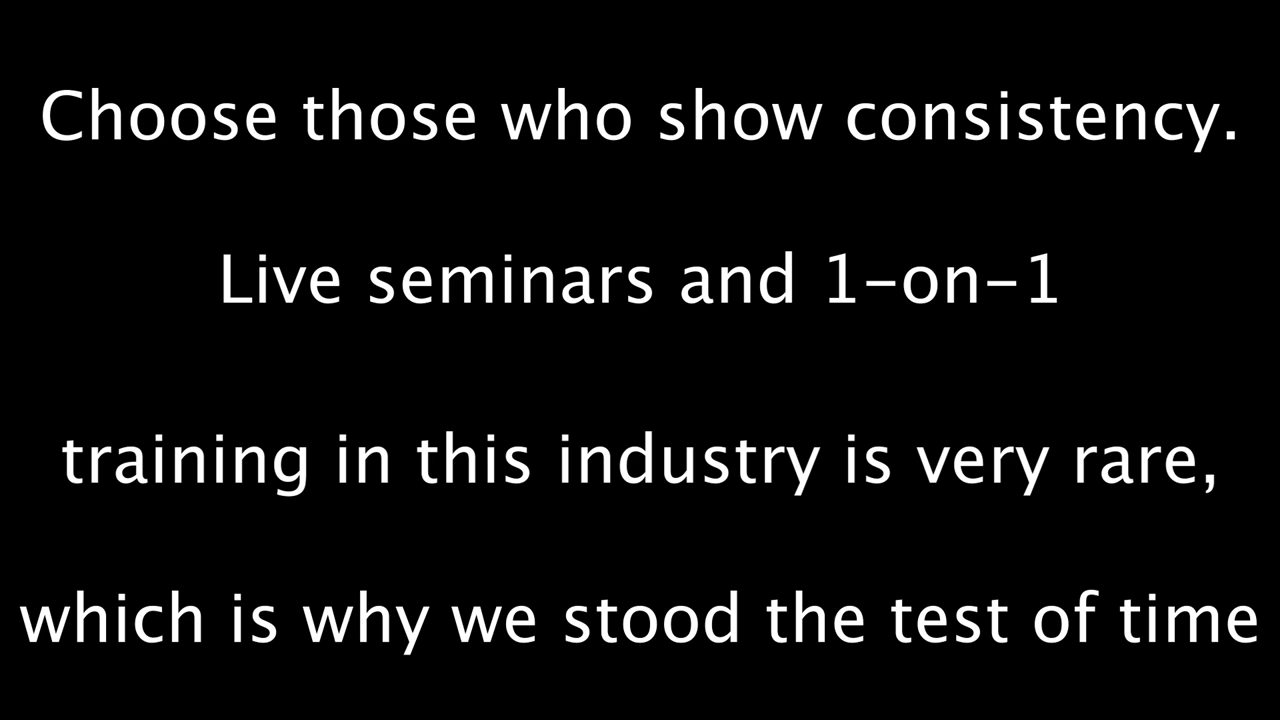 Choose those who show consistency.
Live seminars and 1-on-1
training in this industry is very rare,
which is why we stood the test of time